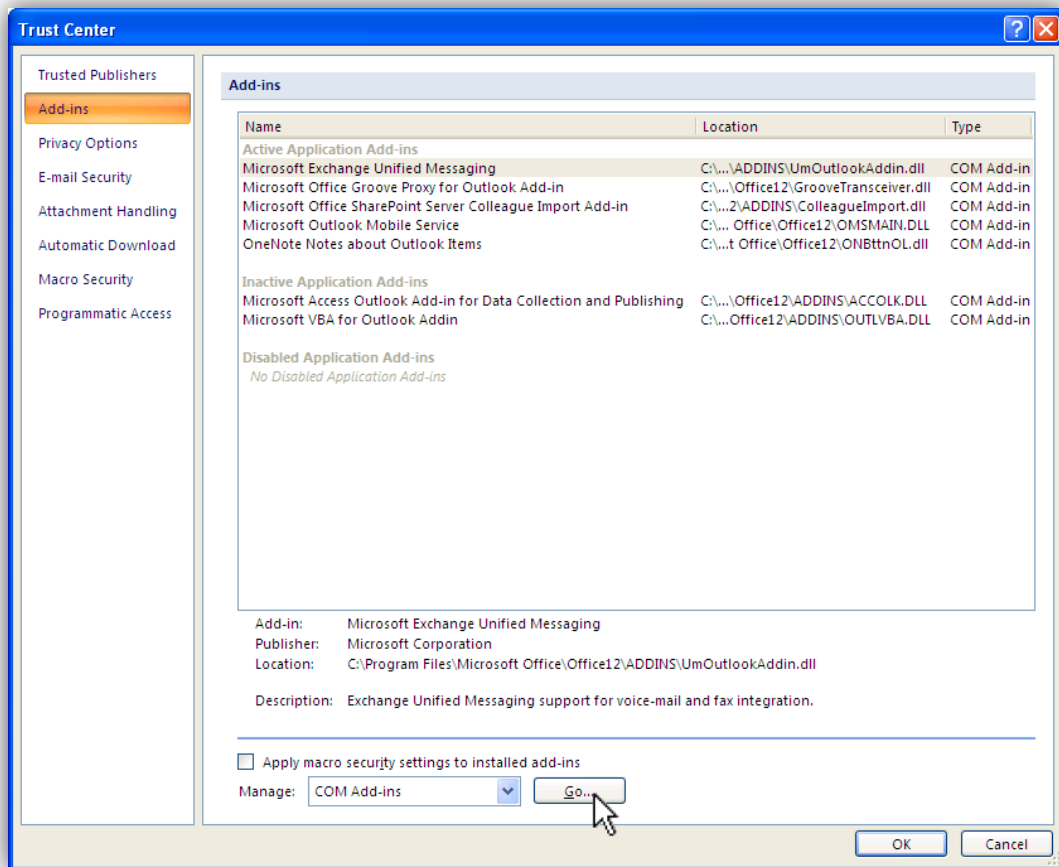 Trust Center
Trusted Publishers
Add-ins
Privacy Options
E-mail Security
Attachment Handling
Automatic Download
Macro Security
Programmatic Access
Add-ins
Name Location Type
Active Application Add-ins
Microsoft Exchange Unified Messaging C:\...\ADDINS\UmOutlookAddin.dll COM Add-in
Microsoft Office Groove Proxy for Outlook Add-in C:\...\Office12\GrooveTransceiver.dll COM Add-in
Microsoft Office SharePoint Server Colleague Import Add-in C:\...2\ADDINS\ColleagueImport.dll COM Add-in
Microsoft Outlook Mobile Service C:\... Office\Office12\OMSMAIN.DLL COM Add-in
OneNote Notes about Outlook Items C:\...t Office\Office12\ONBttnOL.dll COM Add-in
Inactive Application Add-ins
Microsoft Access Outlook Add-in for Data Collection and Publishing C:\...\Office12\ADDINS\ACCOLK.DLL COM Add-in
Microsoft VBA for Outlook Addin C:\...Office12\ADDINS\OUTLVBA.DLL COM Add-in
Disabled Application Add-ins
No Disabled Application Add-ins
Add-in: Microsoft Exchange Unified Messaging
Publisher: Microsoft Corporation
Location: C:\Program Files\Microsoft Office\Office12\ADDINS\UmOutlookAddin.dll
Description: Exchange Unified Messaging support for voice-mail and fax integration.
Apply macro security settings to installed add-ins
Manage: COM Add-ins Go...
OK Cancel